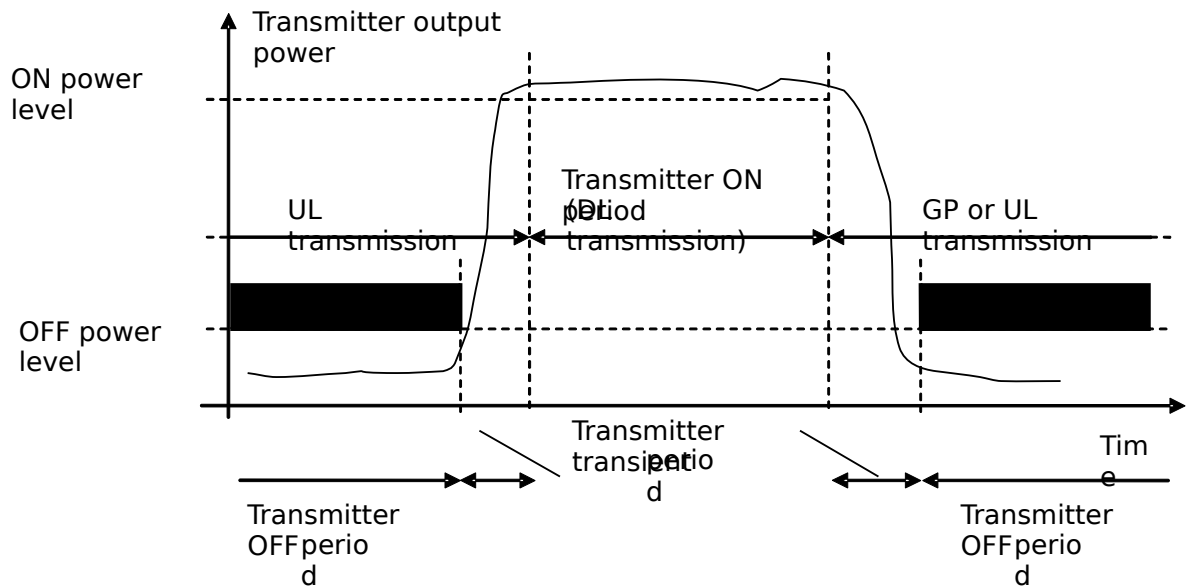 Transmitter output
power
ON power
level
Transmitter ON
period
(DL
transmission)
UL
transmission
GP or UL
transmission
OFF power
level
Transmitter
transient
perio
d
Tim
e
Transmitter
OFF perio
d
Transmitter
OFF perio
d